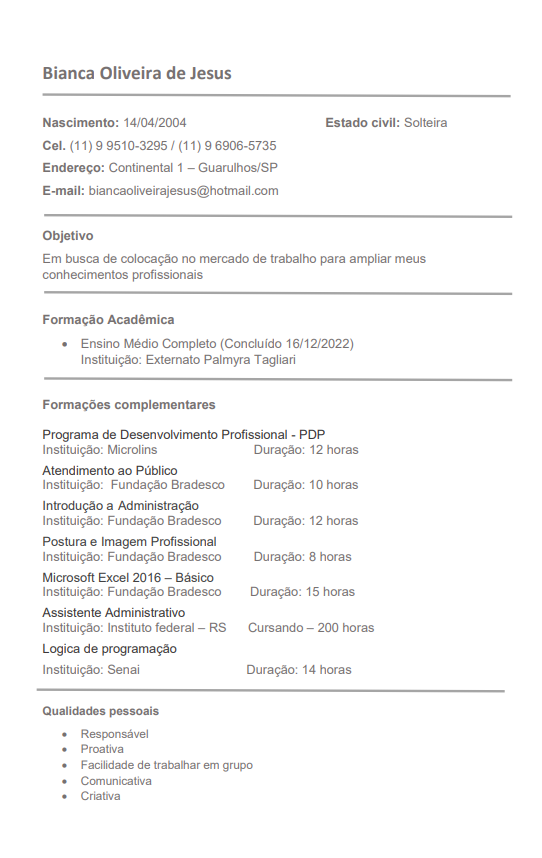 Bianca Oliveira de Jesus
Nascimento: 14/04/2004 Estado civil: Solteira
Cel. (11) 9 9510-3295 / (11) 9 6906-5735
Endereço: Continental 1 – Guarulhos/SP
E-mail: biancaoliveirajesus@hotmail.com
Objetivo
Em busca de colocação no mercado de trabalho para ampliar meus
conhecimentos profissionais
Formação Acadêmica
• Ensino Médio Completo (Concluído 16/12/2022)
Instituição: Externato Palmyra Tagliari
Formações complementares
Programa de Desenvolvimento Profissional - PDP
Instituição: Microlins Duração: 12 horas
Atendimento ao Público
Instituição: Fundação Bradesco Duração: 10 horas
Introdução a Administração
Instituição: Fundação Bradesco Duração: 12 horas
Postura e Imagem Profissional
Instituição: Fundação Bradesco Duração: 8 horas
Microsoft Excel 2016 – Básico
Instituição: Fundação Bradesco Duração: 15 horas
Assistente Administrativo
Instituição: Instituto federal – RS Cursando – 200 horas
Logica de programação
Instituição: Senai Duração: 14 horas
Qualidades pessoais
• Responsável
• Proativa
• Facilidade de trabalhar em grupo
• Comunicativa
• Criativa